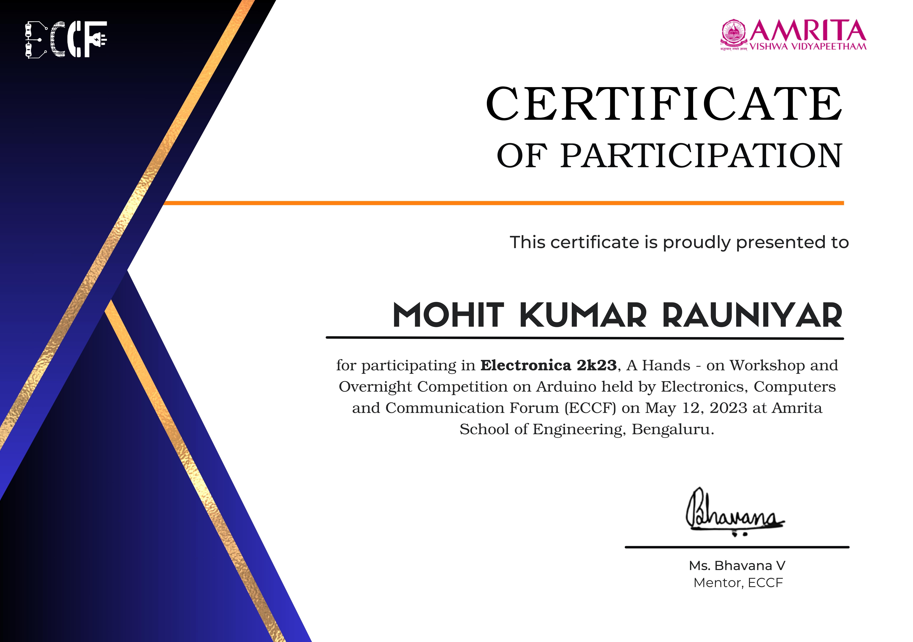 ECCF
AMRITA
VISHWA VIDYAPEETHAM
CERTIFICATE
OF PARTICIPATION
This certificate is proudly presented to
MOHIT KUMAR RAUNIYAR
for participating in Electronica 2k23, A Hands - on Workshop and
Overnight Competition on Arduino held by Electronics, Computers
and Communication Forum (ECCF) on May 12, 2023 at Amrita
School of Engineering, Bengaluru.
Bhavana
Ms. Bhavana V
Mentor, ECCF